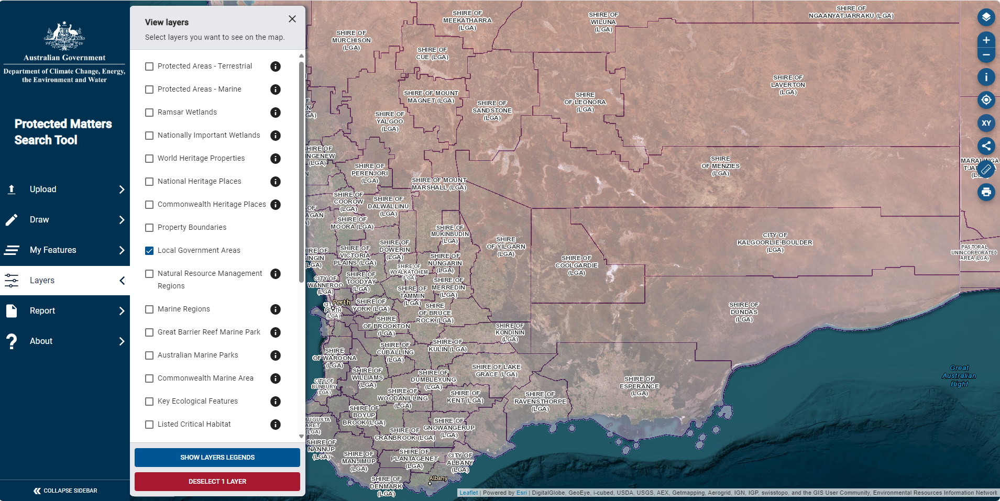 Australian Government
Department of Climate Change, Energy,
the Environment and Water
Protected Matters
Search Tool
Upload
Draw
My Features
Layers
Report
About
COLLAPSE SIDEBAR
View layers
Select layers you want to see on the map.
Protected Areas - Terrestrial
Protected Areas - Marine
Ramsar Wetlands
Nationally Important Wetlands
World Heritage Properties
National Heritage Places
Commonwealth Heritage Places
Property Boundaries
Local Government Areas
Natural Resource Management
Regions
Marine Regions
Great Barrier Reef Marine Park
Australian Marine Parks
Commonwealth Marine Area
Key Ecological Features
Listed Critical Habitat
SHOW LAYERS LEGENDS
DESELECT 1 LAYER
SHIRE OF
MEEKATHARRA
(LGA)
SHIRE OF
WILUNA
(LGA)
SHIRE OF
NGAANYATJARRAKU (LGA)
SHIRE OF
MURCHISON
(LGA)
SHIRE OF
CUE (LGA)
SHIRE OF
LAVERTON
(LGA)
SHIRE OF MOUNT
MAGNET (LGA)
SHIRE
OF LEONORA
(LGA)
SHIRE OF
SANDSTONE
(LGA)
SHIRE OF
YALGOO
(LGA)
SHIRE
OF MENZIES
(LGA)
SHIRE OF
PERENJORI
(LGA)
SHIRE OF MOUNT
MARSHALL (LGA)
SHIRE OF
COOROW
(LGA)
SHIRE OF
DALWALLINU
(LGA)
SHIRE OF
MOORA (LGA)
SHIRE OF
MUKINBUDIN
(LGA)
SHIRE
OF YILGARN
(LGA)
CITY OF
KALGOORLIE-BOULDER
(LGA)
PASTORAL
UNINCORPORATED
AREA (LGA)
SHIRE OF
VICTORIA
PLAINS (LGA)
SHIRE OF
DOWERIN
(LGA)
SHIRE OF
NUNGARIN
(LGA)
SHIRE OF
COOLGARDIE
(LGA)
SHIRE OF
WYALKATCHEM
(LGA)
CITY OF
WANNEROO
(LGA)
SHIRE OF
TOODYAY
(LGA)
SHIRE OF
MERREDIN
(LGA)
SHIRE OF
TAMMIN
(LGA)
Perth
PERTH
(LGA)
SHIRE OF
YORK (LGA)
SHIRE
OF BRUCE
ROCK (LGA)
SHIRE OF
DUNDAS
(LGA)
SHIRE
OF BROOKTON
(LGA)
SHIRE OF
KONDININ
(LGA)
SHIRE
OF WAROONA
(LGA)
SHIRE OF
CUBALLING
(LGA)
SHIRE OF
KULIN (LGA)
SHIRE OF
WILLIAMS
(LGA)
SHIRE OF
DUMBLEYUNG
(LGA)
SHIRE OF LAKE
GRACE (LGA)
CITY OF
BUNBURY
(LGA)
SHIRE OF
WOODANILLING
(LGA)
SHIRE OF
KENT (LGA)
SHIRE OF
RAVENSTHORPE
(LGA)
SHIRE OF
ESPERANCE
(LGA)
Great
Australian
Bight
SHIRE OF
BOYUP
BROOK (LGA)
SHIRE OF
GNOWANGERUP
(LGA)
SHIRE OF
CRANBROOK (LGA)
SHIRE OF
NANNUP
(LGA)
SHIRE OF
MANJIMUP
(LGA)
SHIRE OF
PLANTAGENET
(LGA)
CITY OF
ALBANY
(LGA)
Albany
SHIRE OF
DENMARK
(LGA)
XY
Leaflet | Powered by Esri | DigitalGlobe, GeoEye, i-cubed, USDA, USGS, AEX, Getmapping, Aerogrid, IGN, IGP, swisstopo, and the GIS User Community, Environmental Resources Information Network